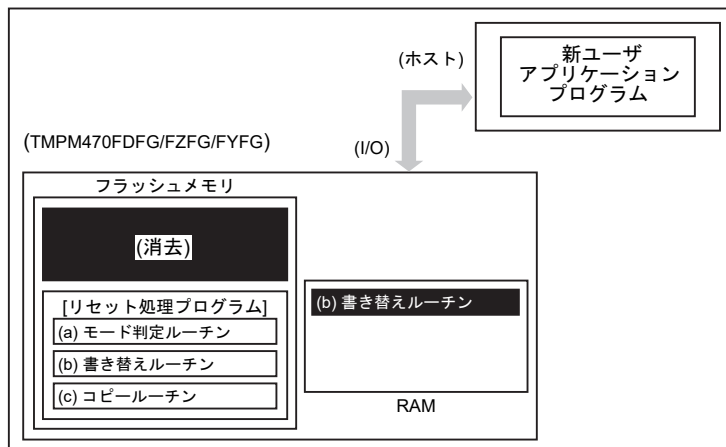 (ホスト)
新ユーザ
アプリケーション
プログラム
(TMPM470FDFG/FZFG/FYFG)
(I/O)
フラッシュメモリ
(消去)
[リセット処理プログラム]
(a) モード判定ルーチン
(b) 書き替えルーチン
(c) コピールーチン
(b) 書き替えルーチン
RAM